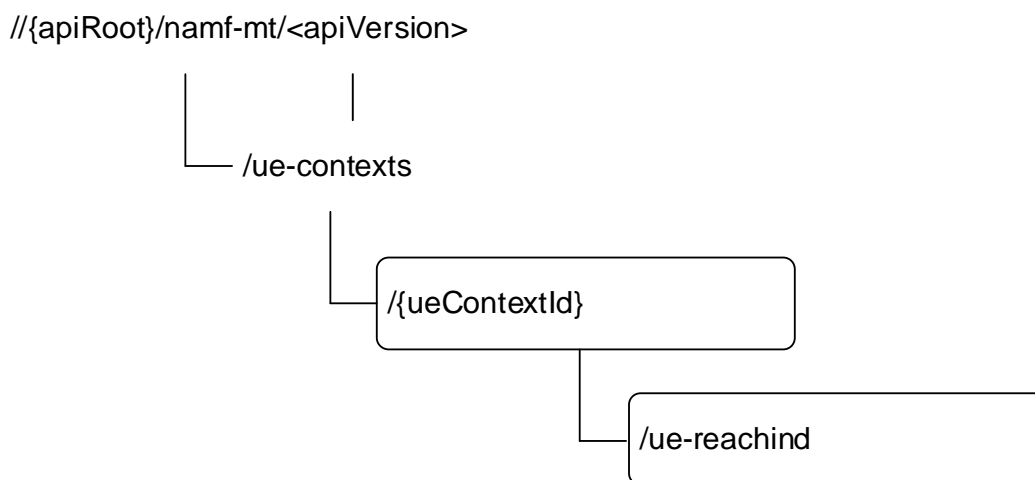 //{apiRoot}/namf-mt/<apiVersion>
/ue-contexts
/{ueContextId}
/ue-reachind